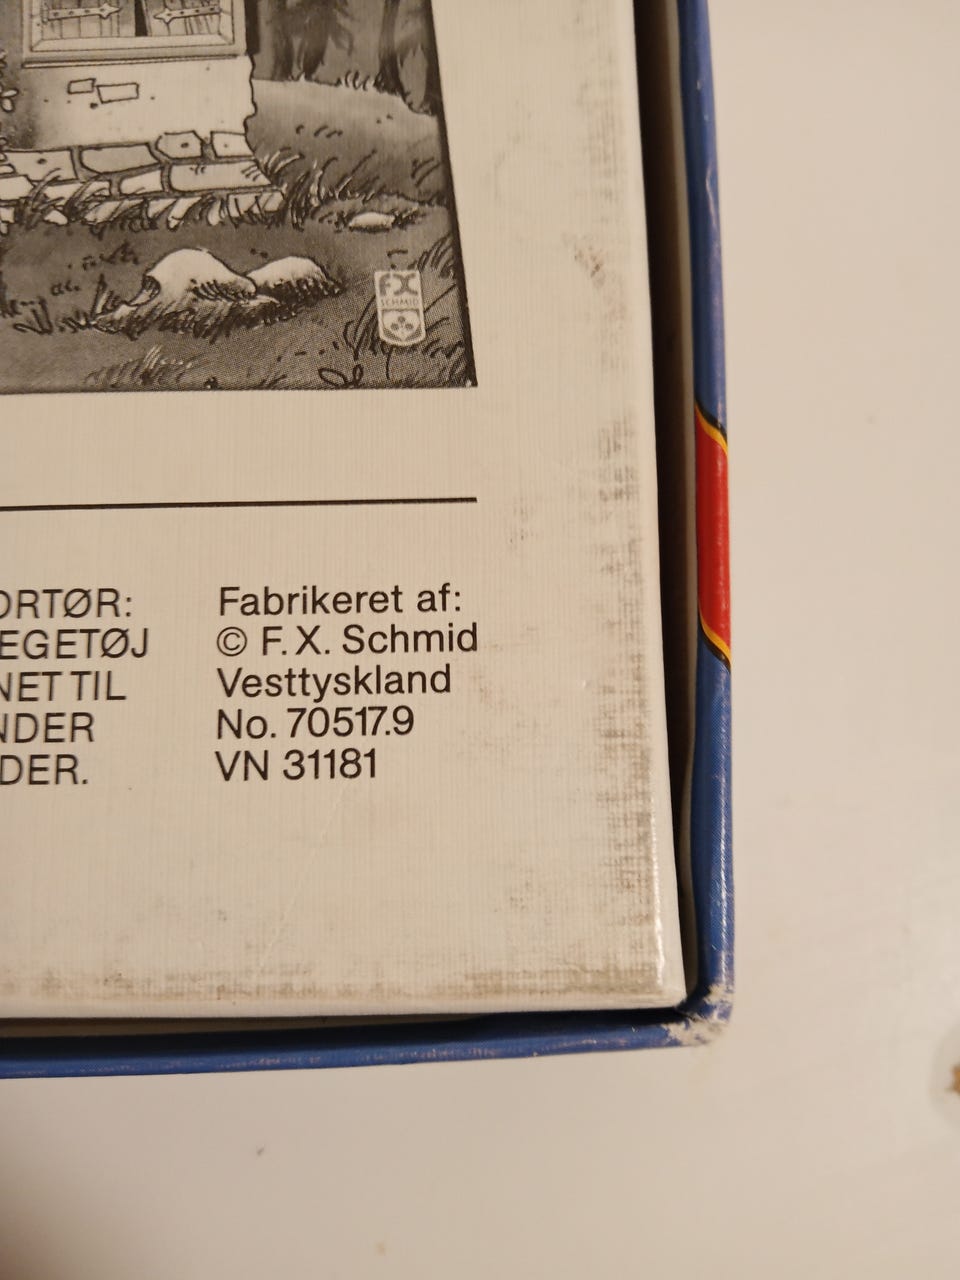 FX
SCHMID
ORTØR:
EGETØJ
NET TIL
NDER
DER.
Fabrikeret af:
© F. X. Schmid
Vesttyskland
No. 70517.9
VN 31181